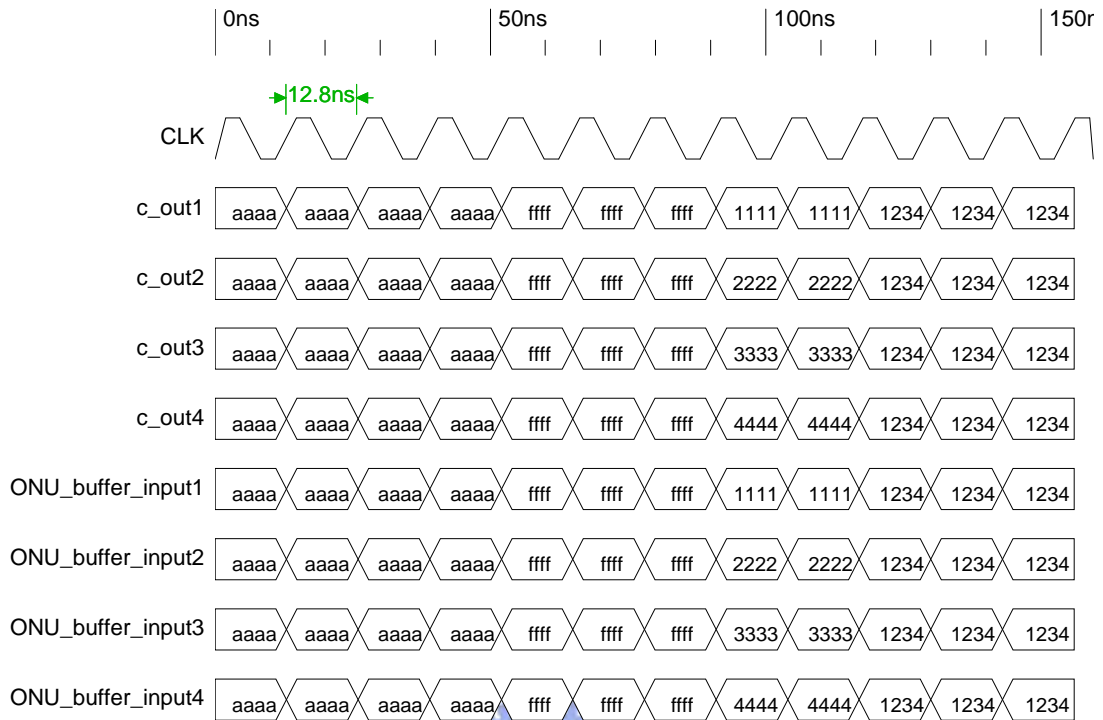 0ns 50ns 100ns 150n
12.8ns
CLK
c_out1 aaaa aaaa aaaa aaaa ffff ffff ffff 1111 1111 1234 1234 1234
c_out2 aaaa aaaa aaaa aaaa ffff ffff ffff 2222 2222 1234 1234 1234
c_out3 aaaa aaaa aaaa aaaa ffff ffff ffff 3333 3333 1234 1234 1234
c_out4 aaaa aaaa aaaa aaaa ffff ffff ffff 4444 4444 1234 1234 1234
ONU_buffer_input1 aaaa aaaa aaaa aaaa ffff ffff ffff 1111 1111 1234 1234 1234
ONU_buffer_input2 aaaa aaaa aaaa aaaa ffff ffff ffff 2222 2222 1234 1234 1234
ONU_buffer_input3 aaaa aaaa aaaa aaaa ffff ffff ffff 3333 3333 1234 1234 1234
ONU_buffer_input4 aaaa aaaa aaaa aaaa ffff ffff ffff 4444 4444 1234 1234 1234